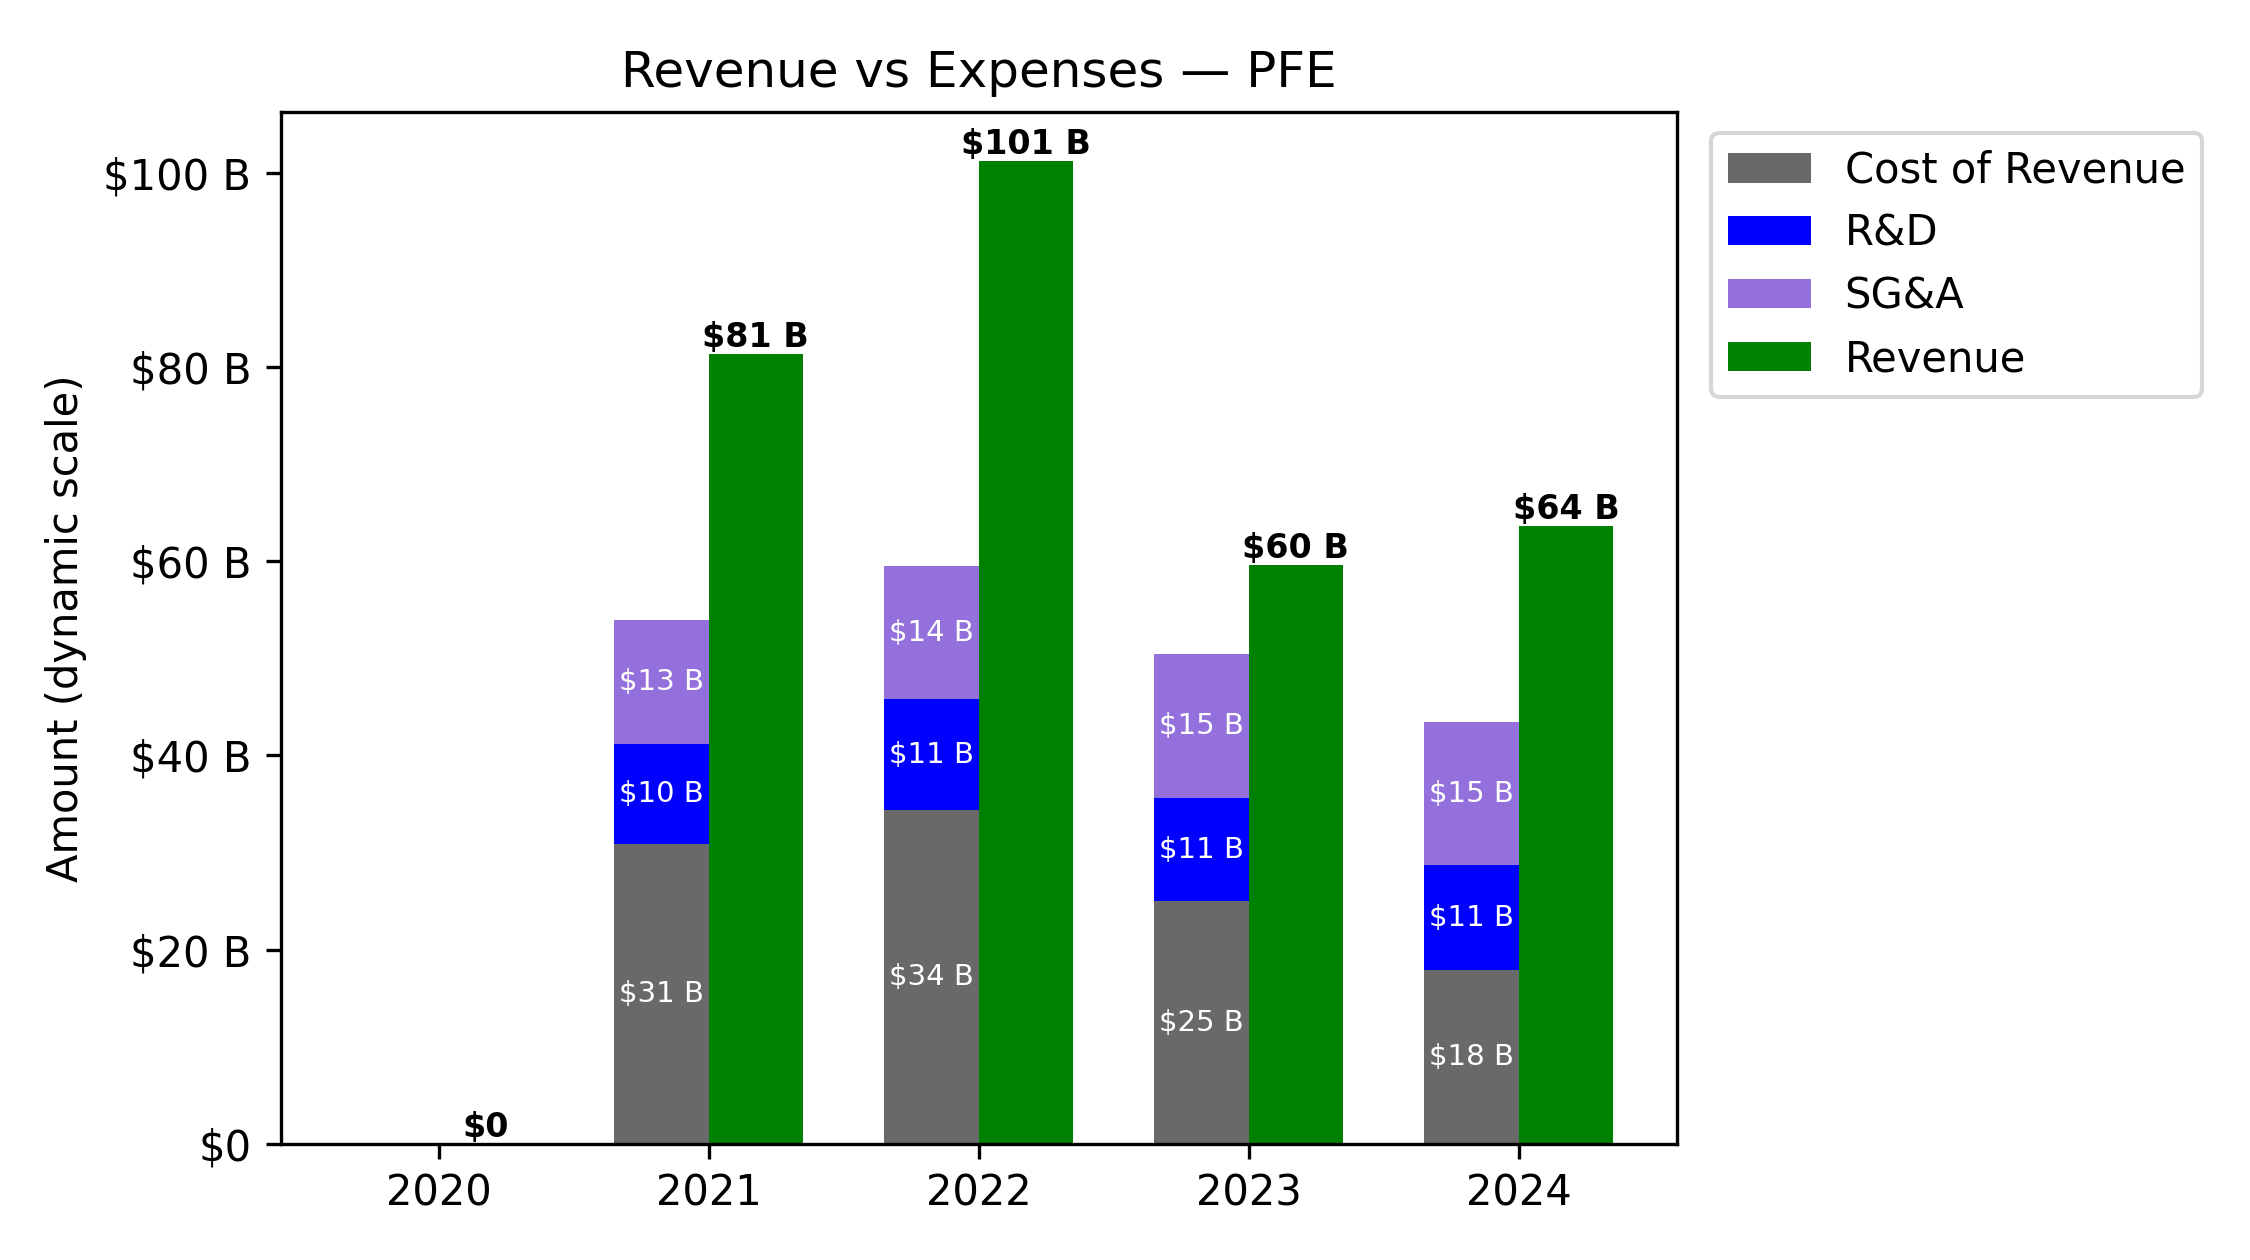 Revenue vs Expenses — PFE
Amount (dynamic scale)
$100 B
$80 B
$60 B
$40 B
$20 B
$0
$0
$13 B
$10 B
$31 B
$81 B
$14 B
$11 B
$34 B
$101 B
$15 B
$11 B
$25 B
$60 B
$15 B
$11 B
$18 B
$64 B
2020
2021
2022
2023
2024
Cost of Revenue
R&D
SG&A
Revenue